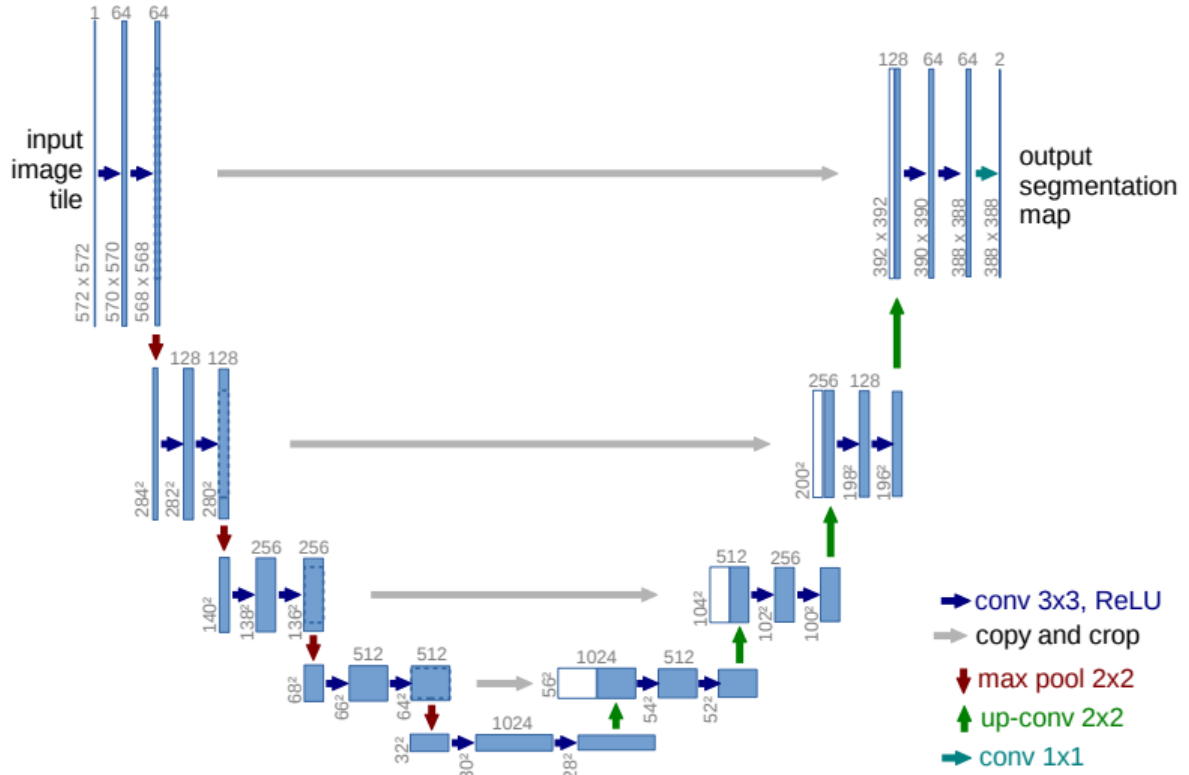 1 64 64
input
image
tile
572 x 572
570 x 570
568 x 568
128 64 64 2
output
segmentation
map
392 x 392
390 x 390
388 x 388
388 x 388
128 128
284²
282²
280²
256 128
200²
198²
196²
256 256
140²
138²
136²
512 256
104²
102²
100²
512 512
68²
66²
64²
1024 512
56²
54²
52²
1024
32²
30²
28²
conv 3x3, ReLU
copy and crop
max pool 2x2
up-conv 2x2
conv 1x1